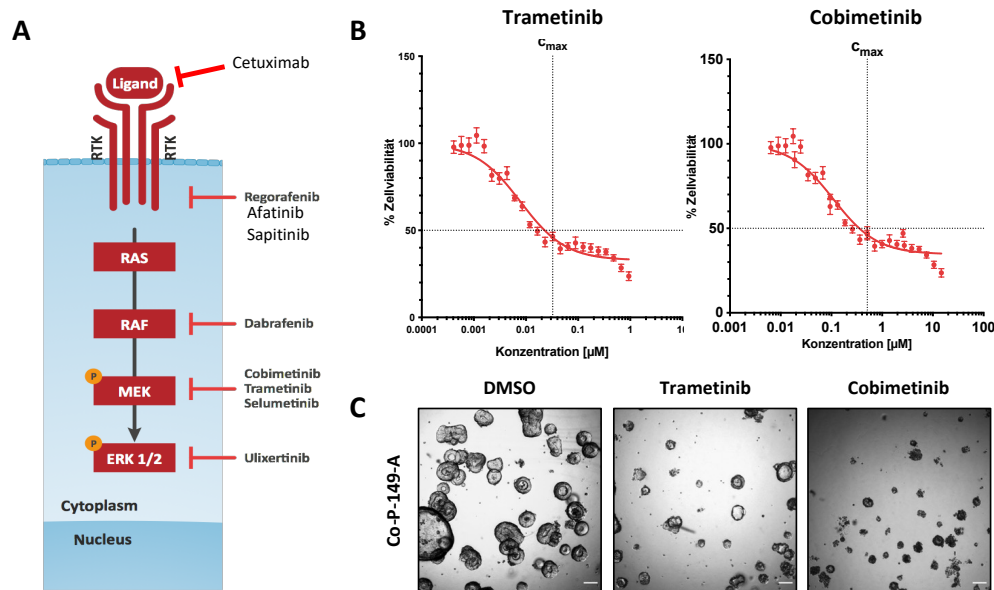 A
Cetuximab
Ligand
RTK
RTK
Regorafenib
Afatinib
Sapitinib
RAS
RAF
Dabrafenib
P
MEK
Cobimetinib
Trametinib
Selumetinib
P
ERK 1/2
Ulixertinib
Cytoplasm
Nucleus
B
Trametinib
cmax
150
100
50
0
% Zellviabilität
0.0001
0.001
0.01
0.1
1
Konzentration [µM]
Cobimetinib
cmax
150
100
50
0
% Zellviabilität
0.001
0.01
0.1
1
10
100
Konzentration [µM]
C
DMSO
Trametinib
Cobimetinib
Co-P-149-A